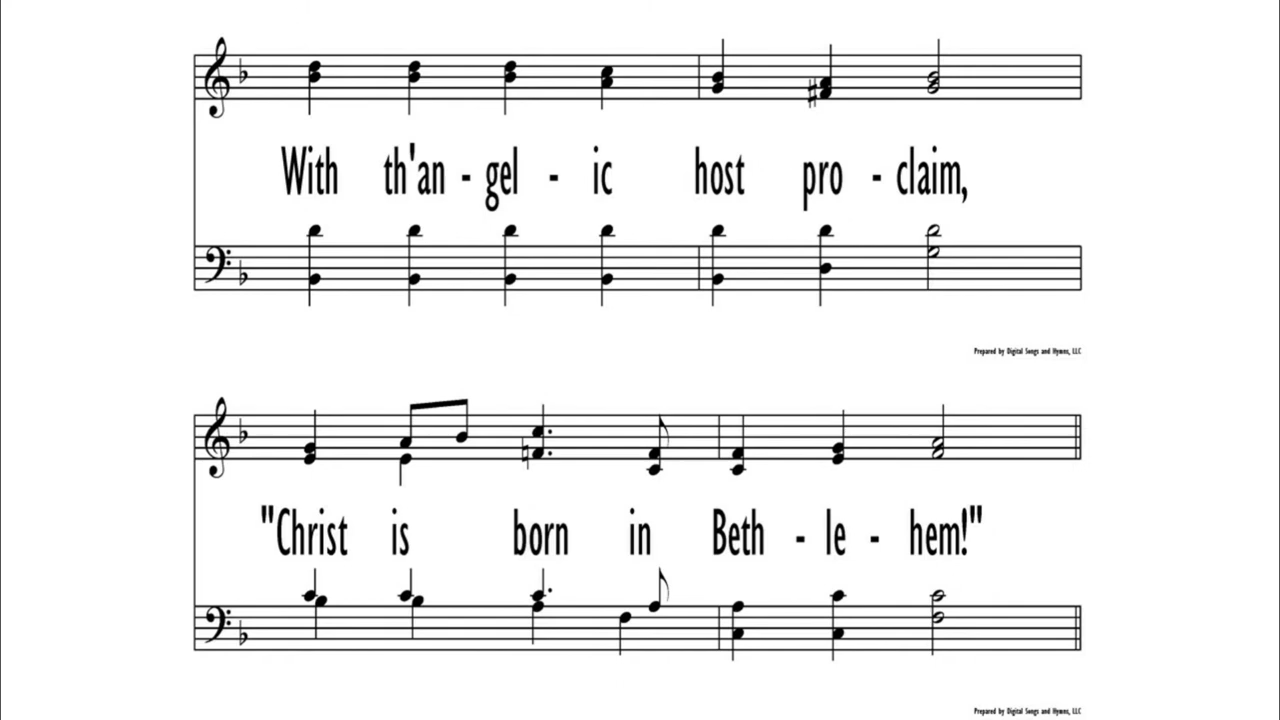 With th'an - gel - ic host pro - claim,
Prepared by Digital Songs and Hymns, LLC
"Christ is born in Beth - le - hem!"
Prepared by Digital Songs and Hymns, LLC